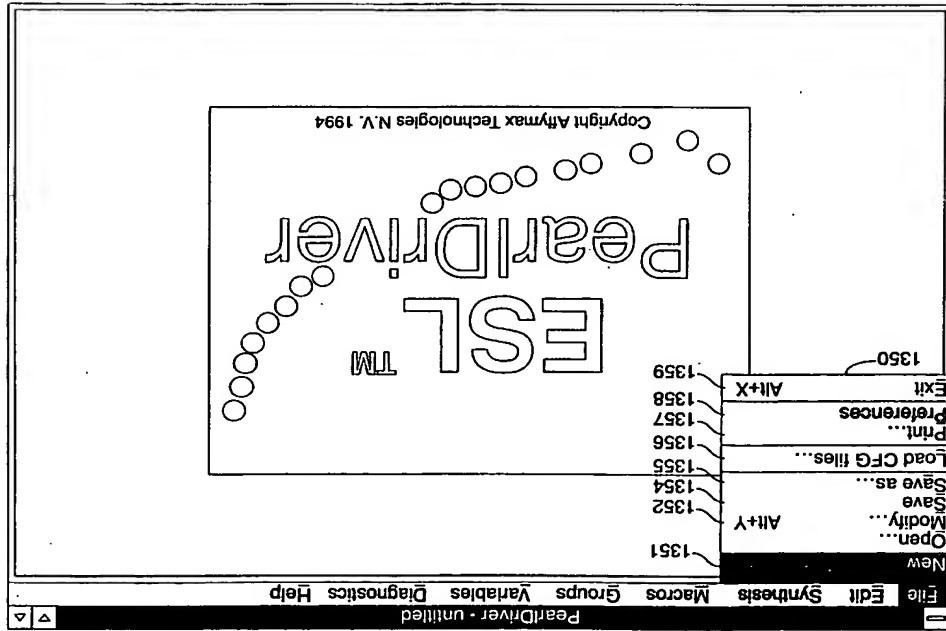 PearlDriver - untitled
File Edit Synthesis Macros Groups Variables Diagnostics Help
New 1351
Open...
Modify... Alt+Y 1352
Save 1354
Save as... 1355
Load CFG files... 1356
Print... 1357
Preferences 1358
Exit Alt+X 1359
1350
ESL TM
PearlDriver
Copyright Affymax Technologies N.V. 1994